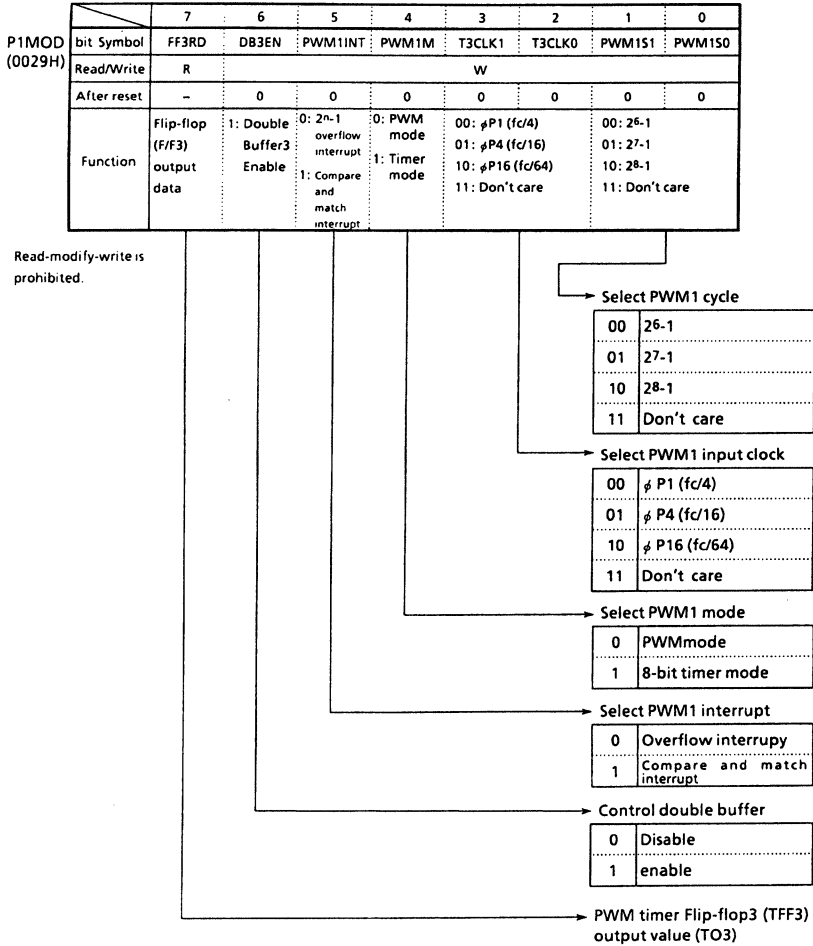 7 6 5 4 3 2 1 0
P1MOD (0029H)
bit Symbol FF3RD DB3EN PWM1INT PWM1M T3CLK1 T3CLK0 PWM1S1 PWM1S0
Read/Write R W
After reset – 0 0 0 0 0 0 0
Function
Flip-flop
(F/F3)
output
data
1: Double
Buffer3
Enable
0: 2n-1
overflow
interrupt
1: Compare
and
match
interrupt
0: PWM
mode
1: Timer
mode
00: φP1 (fc/4)
01: φP4 (fc/16)
10: φP16 (fc/64)
11: Don't care
00: 26-1
01: 27-1
10: 28-1
11: Don't care
Read-modify-write is
prohibited.
Select PWM1 cycle
00 26-1
01 27-1
10 28-1
11 Don't care
Select PWM1 input clock
00 φ P1 (fc/4)
01 φ P4 (fc/16)
10 φ P16 (fc/64)
11 Don't care
Select PWM1 mode
0 PWMmode
1 8-bit timer mode
Select PWM1 interrupt
0 Overflow interrupy
1 Compare and match
interrupt
Control double buffer
0 Disable
1 enable
PWM timer Flip-flop3 (TFF3)
output value (TO3)